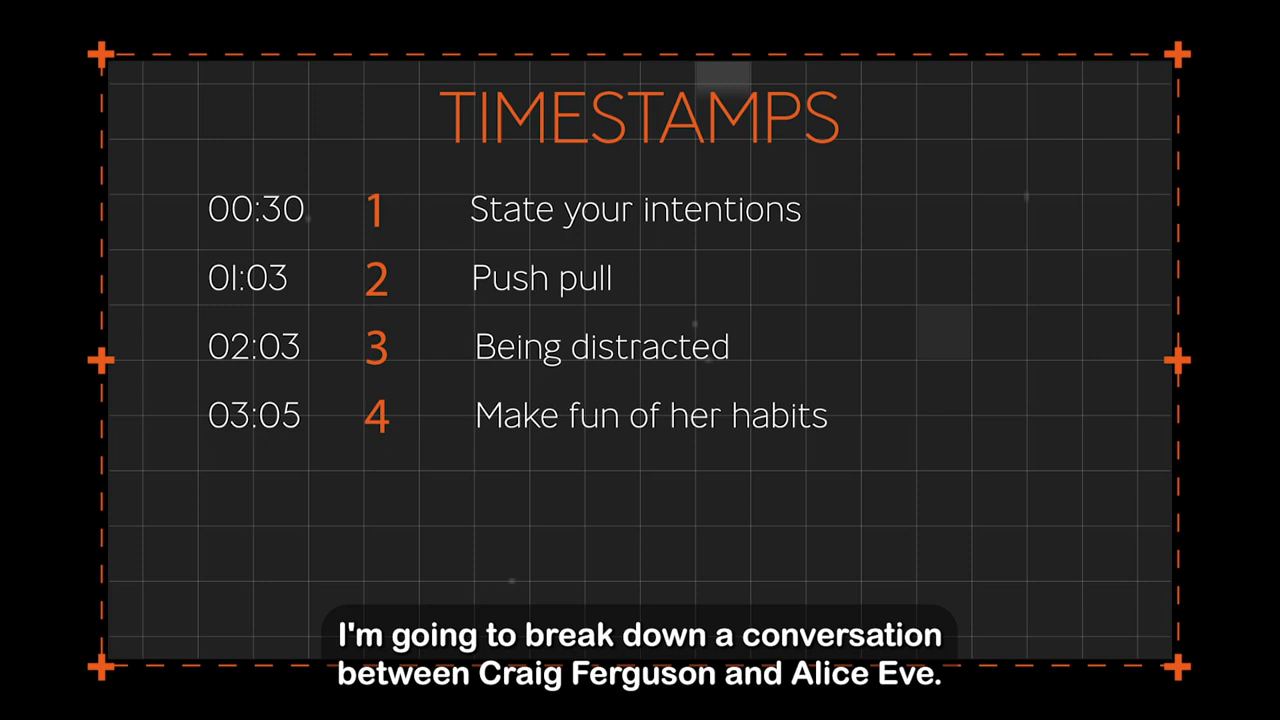 TIMESTAMPS
00:30 1 State your intentions
01:03 2 Push pull
02:03 3 Being distracted
03:05 4 Make fun of her habits
I'm going to break down a conversation
between Craig Ferguson and Alice Eve.